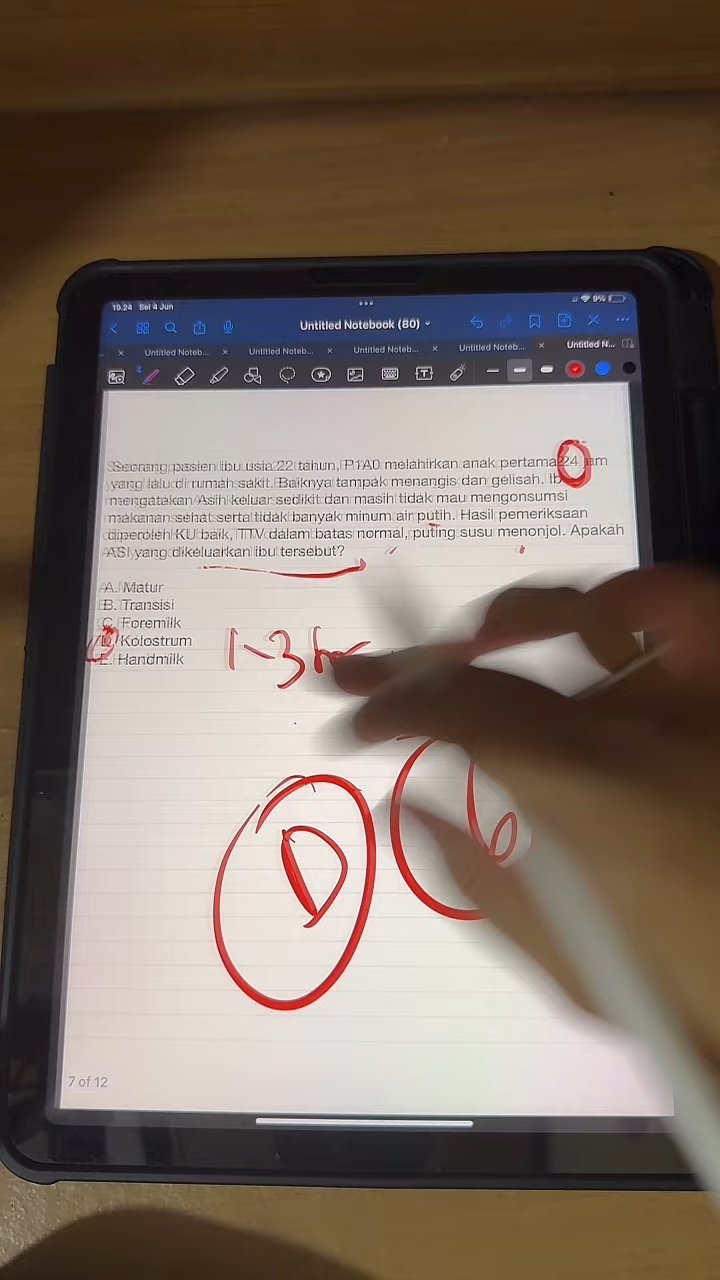 19.24 Sel 4 Jun
9%
Untitled Notebook (80)
Untitled Noteb... Untitled Noteb... Untitled Noteb... Untitled Noteb... Untitled N...
Seorang pasien ibu usia 22 tahun, P1A0 melahirkan anak pertama 24 jam
yang lalu di rumah sakit. Baiknya tampak menangis dan gelisah. Ib
mengatakan Asih keluar sedikit dan masih tidak mau mengonsumsi
makanan sehat serta tidak banyak minum air putih. Hasil pemeriksaan
diperoleh KU baik, TTV dalam batas normal, puting susu menonjol. Apakah
ASI yang dikeluarkan ibu tersebut?
A. Matur
B. Transisi
C. Foremilk
D. Kolostrum
E. Handmilk
1-3
D
7 of 12